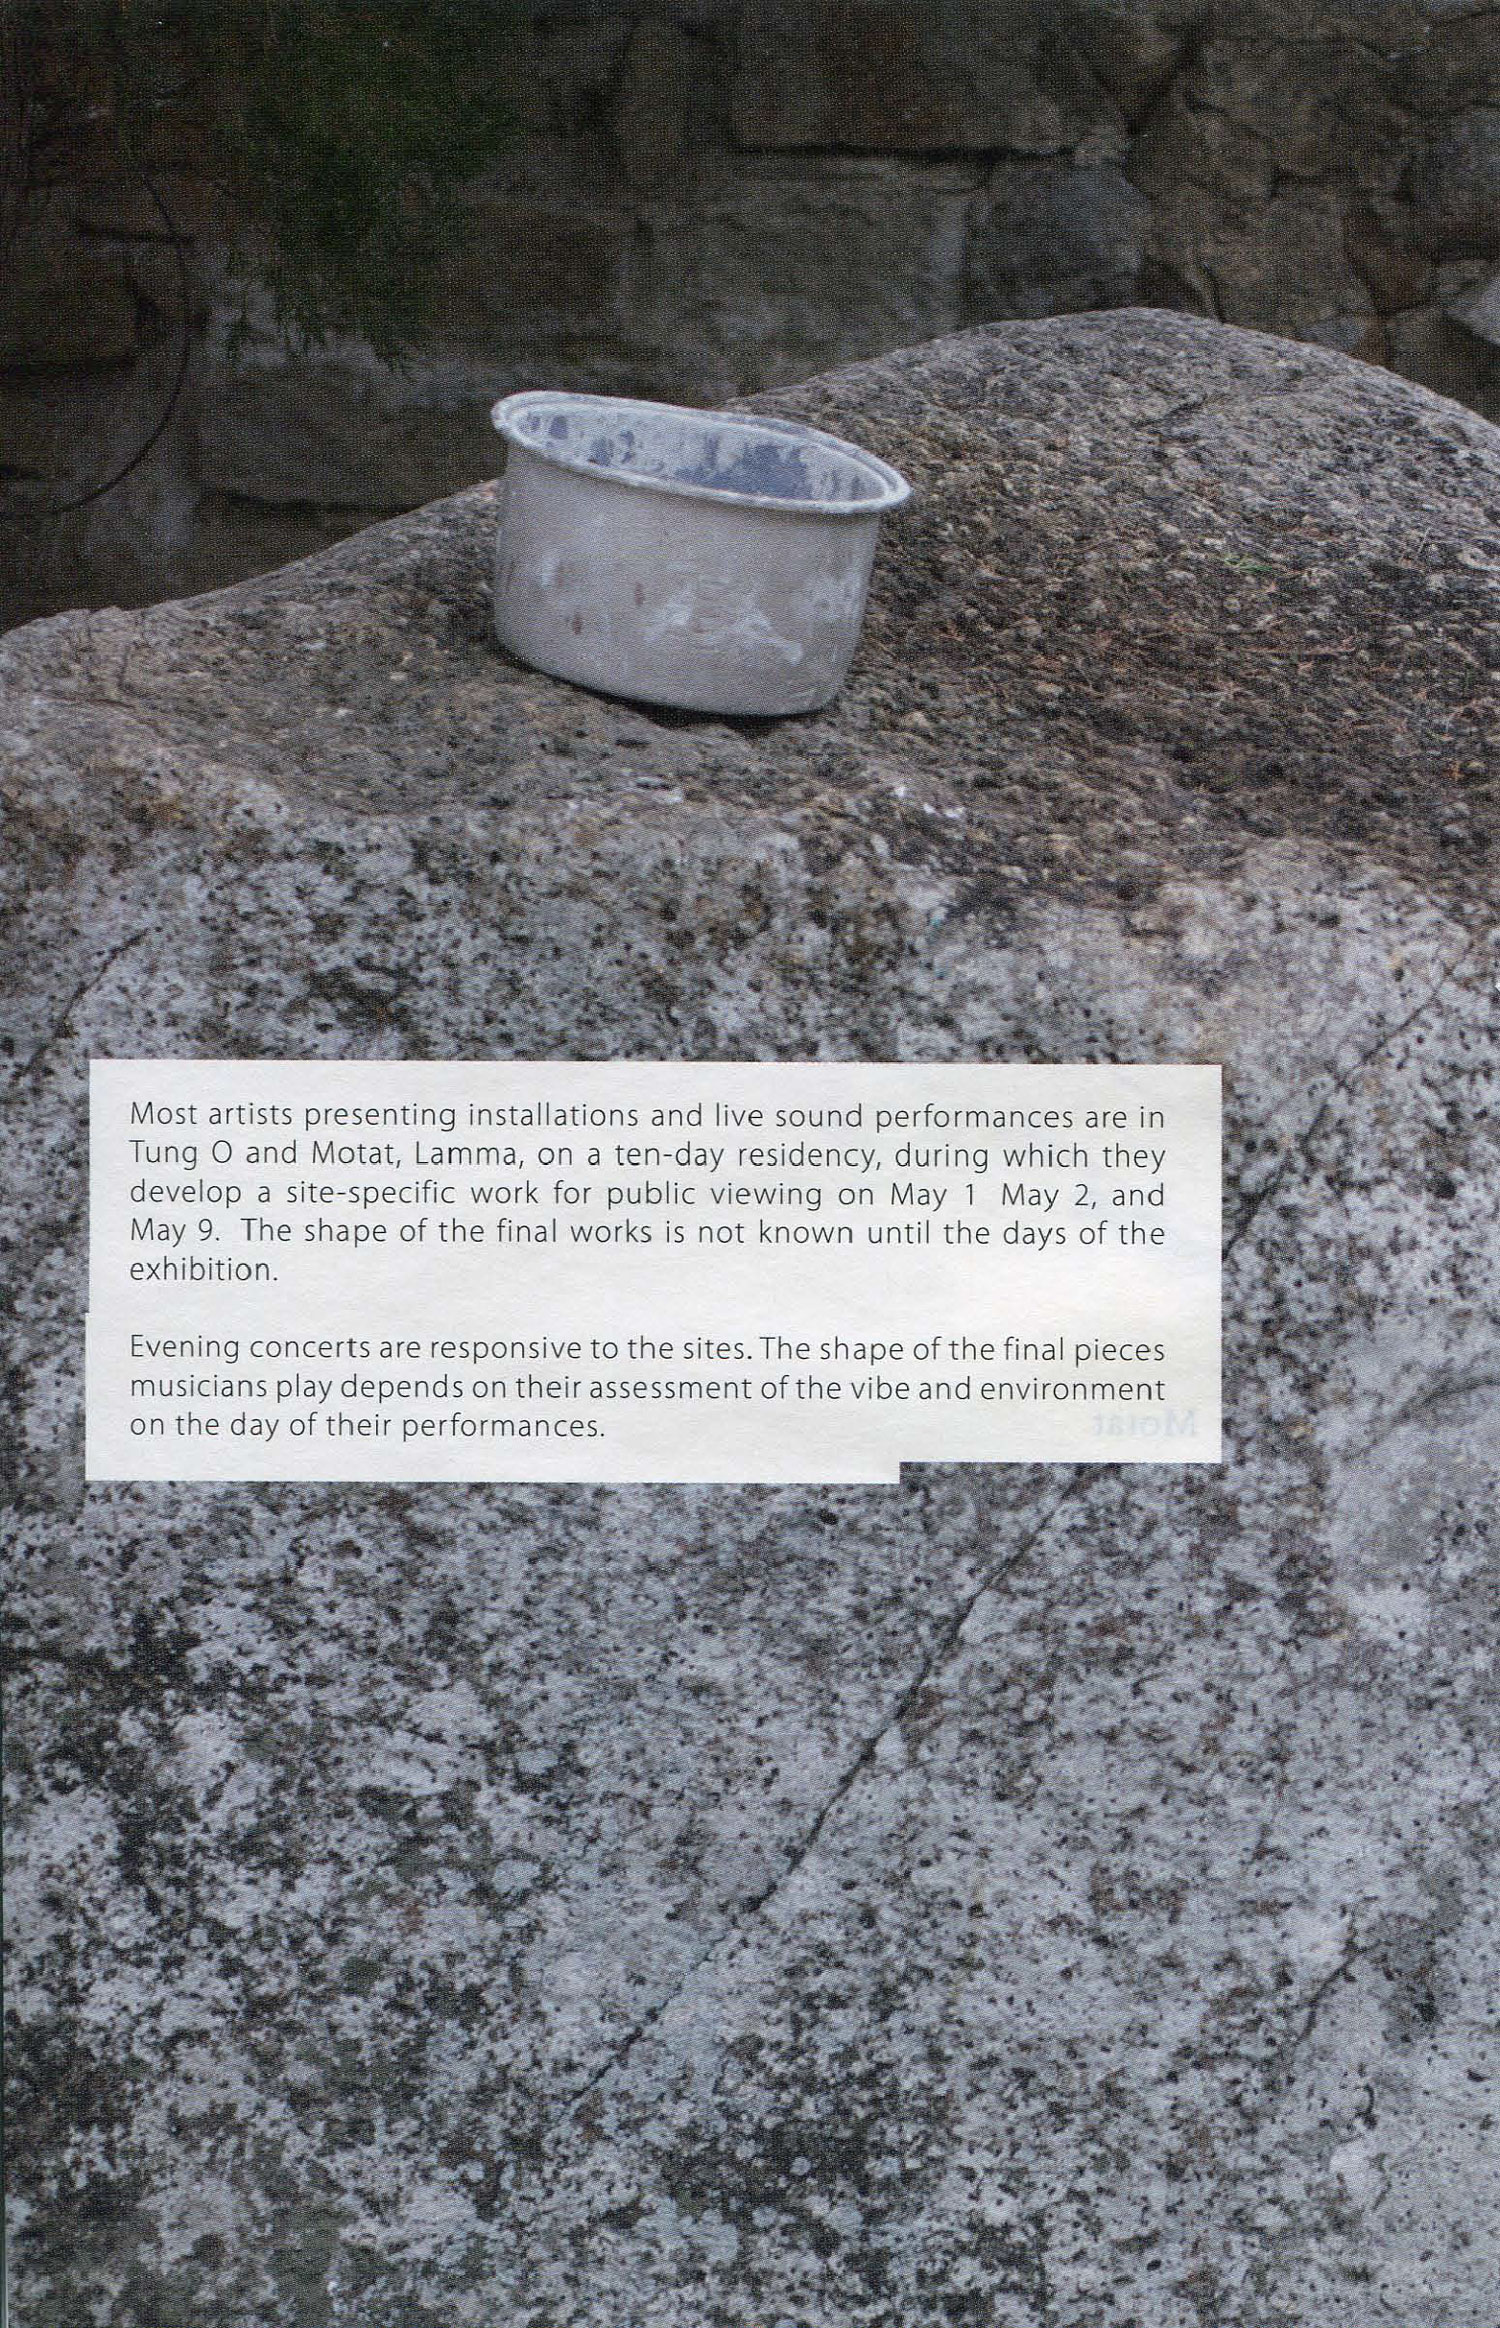 Most artists presenting installations and live sound performances are in
Tung O and Motat, Lamma, on a ten-day residency, during which they
develop a site-specific work for public viewing on May 1 May 2, and
May 9. The shape of the final works is not known until the days of the
exhibition.
Evening concerts are responsive to the sites. The shape of the final pieces
musicians play depends on their assessment of the vibe and environment
on the day of their performances.
Motat